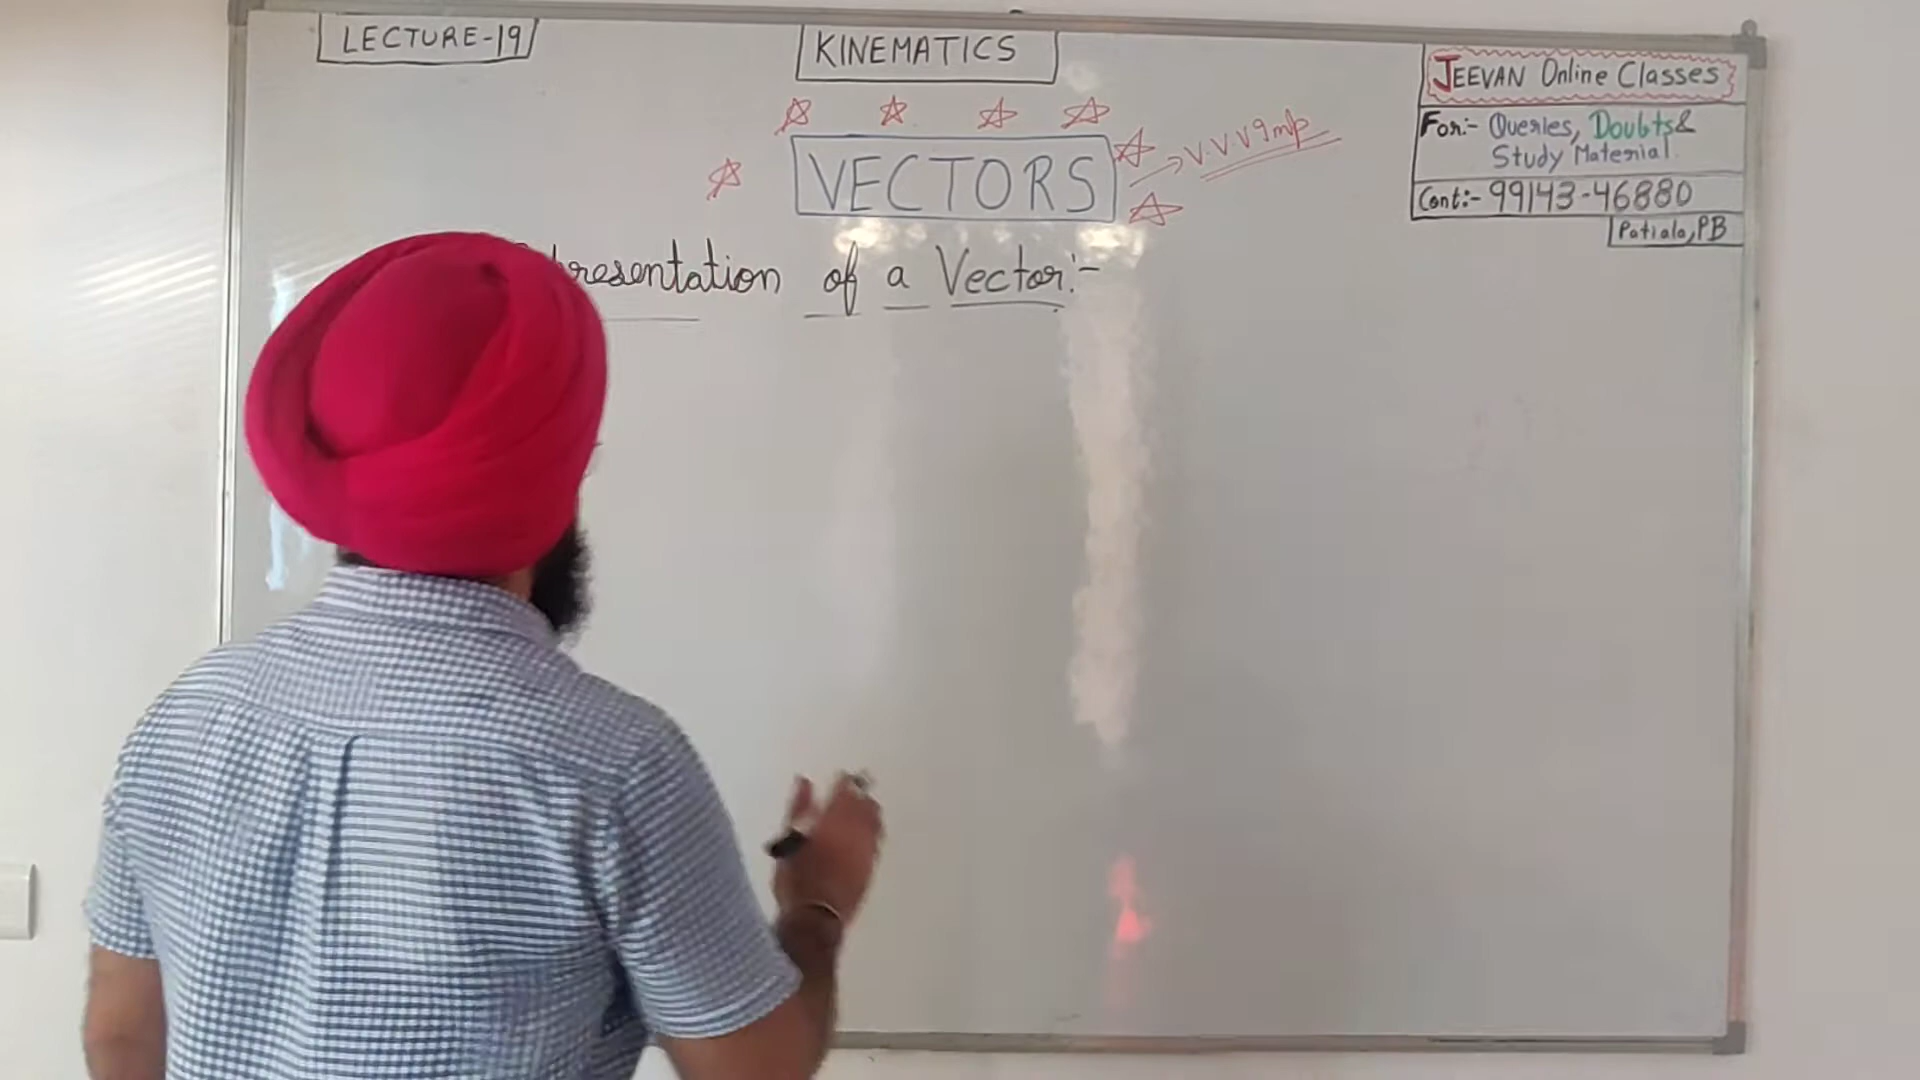 LECTURE-19
KINEMATICS
JEEVAN Online Classes
For:- Queries, Doubts &
Study Material
Cont:- 99143-46880
Patiala, PB
VECTORS
V.V.V Imp
presentation of a Vector:-